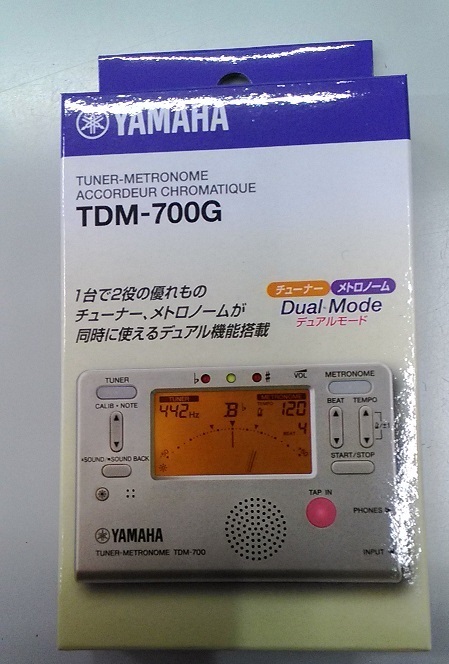 YAMAHA
TUNER-METRONOME
ACCORDEUR CHROMATIQUE
TDM-700G
1台で2役の優れもの
チューナー、メトロノームが
同時に使えるデュアル機能搭載
チューナー メトロノーム
Dual Mode
デュアルモード
TUNER
♭ ♯
VOL
METRONOME
CALIB • NOTE
BEAT TEMPO
TUNER
METRONOME
442Hz
B♭
TEMPO
120
4
BEAT
SOUND/ SOUND BACK
START/STOP
TAP IN
PHONES
YAMAHA
TUNER-METRONOME TDM-700
INPUT